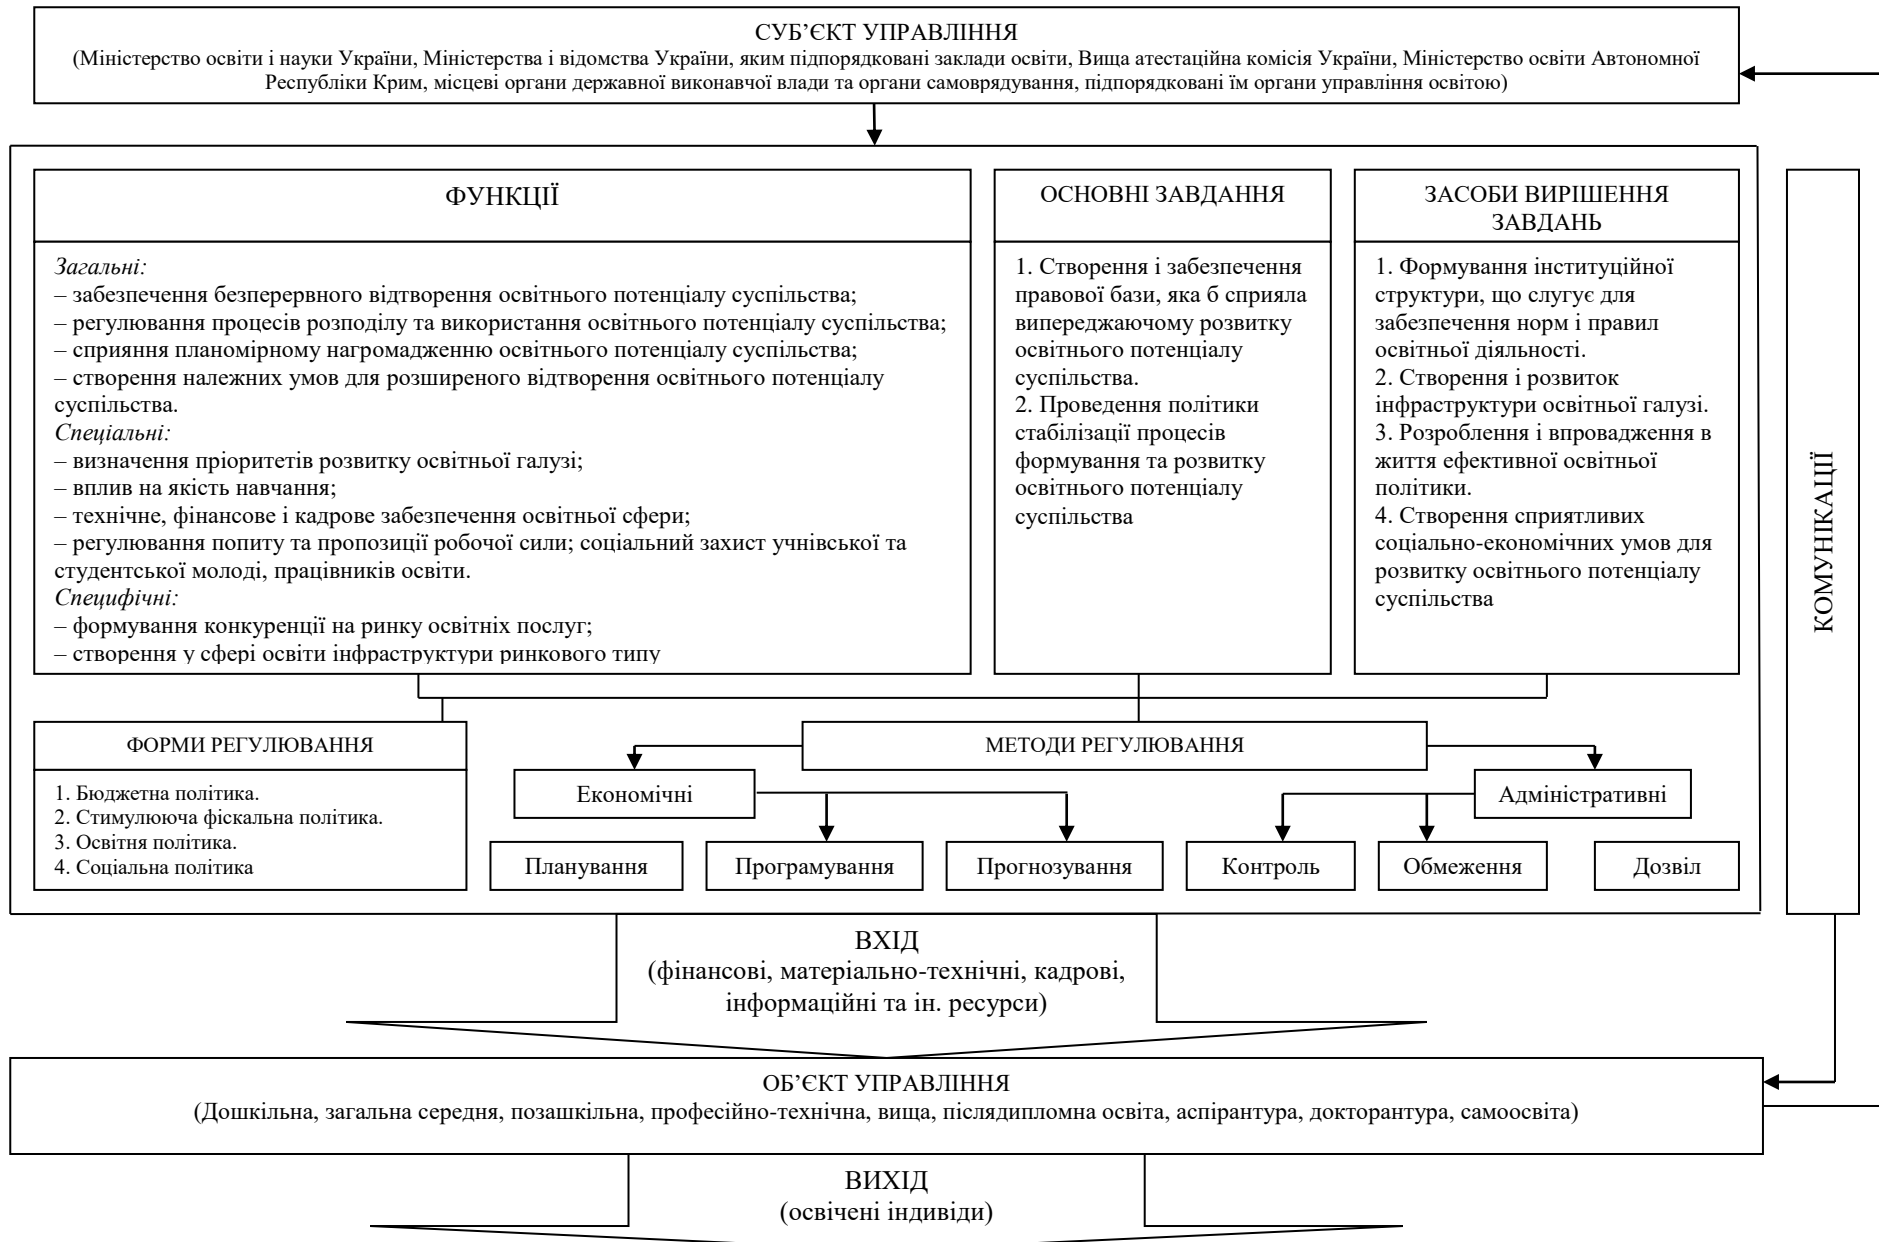 СУБ’ЄКТ УПРАВЛІННЯ
(Міністерство освіти і науки України, Міністерства і відомства України, яким підпорядковані заклади освіти, Вища атестаційна комісія України, Міністерство освіти Автономної
Республіки Крим, місцеві органи державної виконавчої влади та органи самоврядування, підпорядковані їм органи управління освітою)
ФУНКЦІЇ
Загальні:
– забезпечення безперервного відтворення освітнього потенціалу суспільства;
– регулювання процесів розподілу та використання освітнього потенціалу суспільства;
– сприяння планомірному нагромадженню освітнього потенціалу суспільства;
– створення належних умов для розширеного відтворення освітнього потенціалу
суспільства.
Спеціальні:
– визначення пріоритетів розвитку освітньої галузі;
– вплив на якість навчання;
– технічне, фінансове і кадрове забезпечення освітньої сфери;
– регулювання попиту та пропозиції робочої сили; соціальний захист учнівської та
студентської молоді, працівників освіти.
Специфічні:
– формування конкуренції на ринку освітніх послуг;
– створення у сфері освіти інфраструктури ринкового типу
ОСНОВНІ ЗАВДАННЯ
1. Створення і забезпечення
правової бази, яка б сприяла
випереджаючому розвитку
освітнього потенціалу
суспільства.
2. Проведення політики
стабілізації процесів
формування та розвитку
освітнього потенціалу
суспільства
ЗАСОБИ ВИРІШЕННЯ
ЗАВДАНЬ
1. Формування інституційної
структури, що слугує для
забезпечення норм і правил
освітньої діяльності.
2. Створення і розвиток
інфраструктури освітньої галузі.
3. Розроблення і впровадження в
життя ефективної освітньої
політики.
4. Створення сприятливих
соціально-економічних умов для
розвитку освітнього потенціалу
суспільства
КОМУНІКАЦІЇ
ФОРМИ РЕГУЛЮВАННЯ
1. Бюджетна політика.
2. Стимулююча фіскальна політика.
3. Освітня політика.
4. Соціальна політика
МЕТОДИ РЕГУЛЮВАННЯ
Економічні
Адміністративні
Планування
Програмування
Прогнозування
Контроль
Обмеження
Дозвіл
ВХІД
(фінансові, матеріально-технічні, кадрові,
інформаційні та ін. ресурси)
ОБ’ЄКТ УПРАВЛІННЯ
(Дошкільна, загальна середня, позашкільна, професійно-технічна, вища, післядипломна освіта, аспірантура, докторантура, самоосвіта)
ВИХІД
(освічені індивіди)